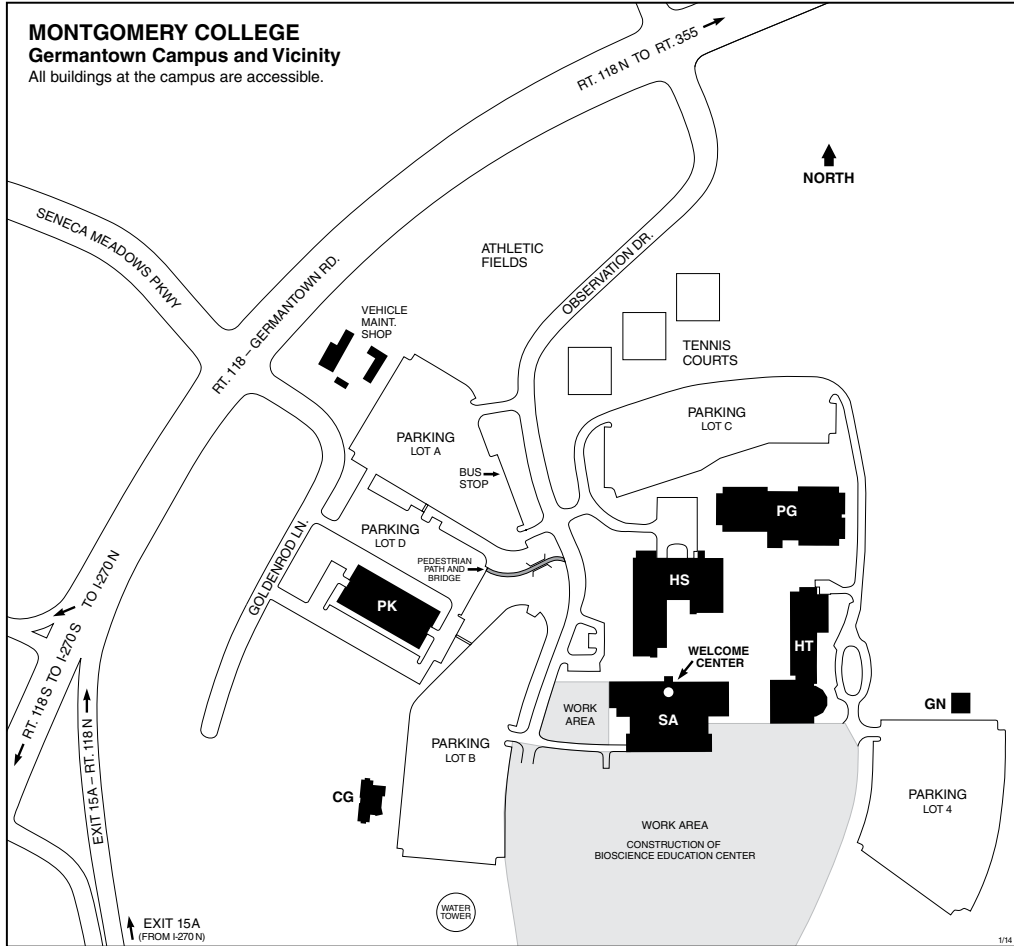 MONTGOMERY COLLEGE
Germantown Campus and Vicinity
All buildings at the campus are accessible.
RT. 118 N TO RT. 355
NORTH
SENECA MEADOWS PKWY
ATHLETIC
FIELDS
OBSERVATION DR.
RT. 118 – GERMANTOWN RD.
VEHICLE
MAINT.
SHOP
TENNIS
COURTS
PARKING
LOT C
PARKING
LOT A
BUS
STOP
PG
PARKING
LOT D
GOLDENROD LN.
PEDESTRIAN
PATH AND
BRIDGE
TO I-270 N
HS
PK
HT
WELCOME
CENTER
RT. 118 S TO I-270 S
GN
WORK
AREA
SA
PARKING
LOT B
EXIT 15A – RT. 118 N
CG
PARKING
LOT 4
WORK AREA
CONSTRUCTION OF
BIOSCIENCE EDUCATION CENTER
WATER
TOWER
EXIT 15A
(FROM I-270 N)
1/14